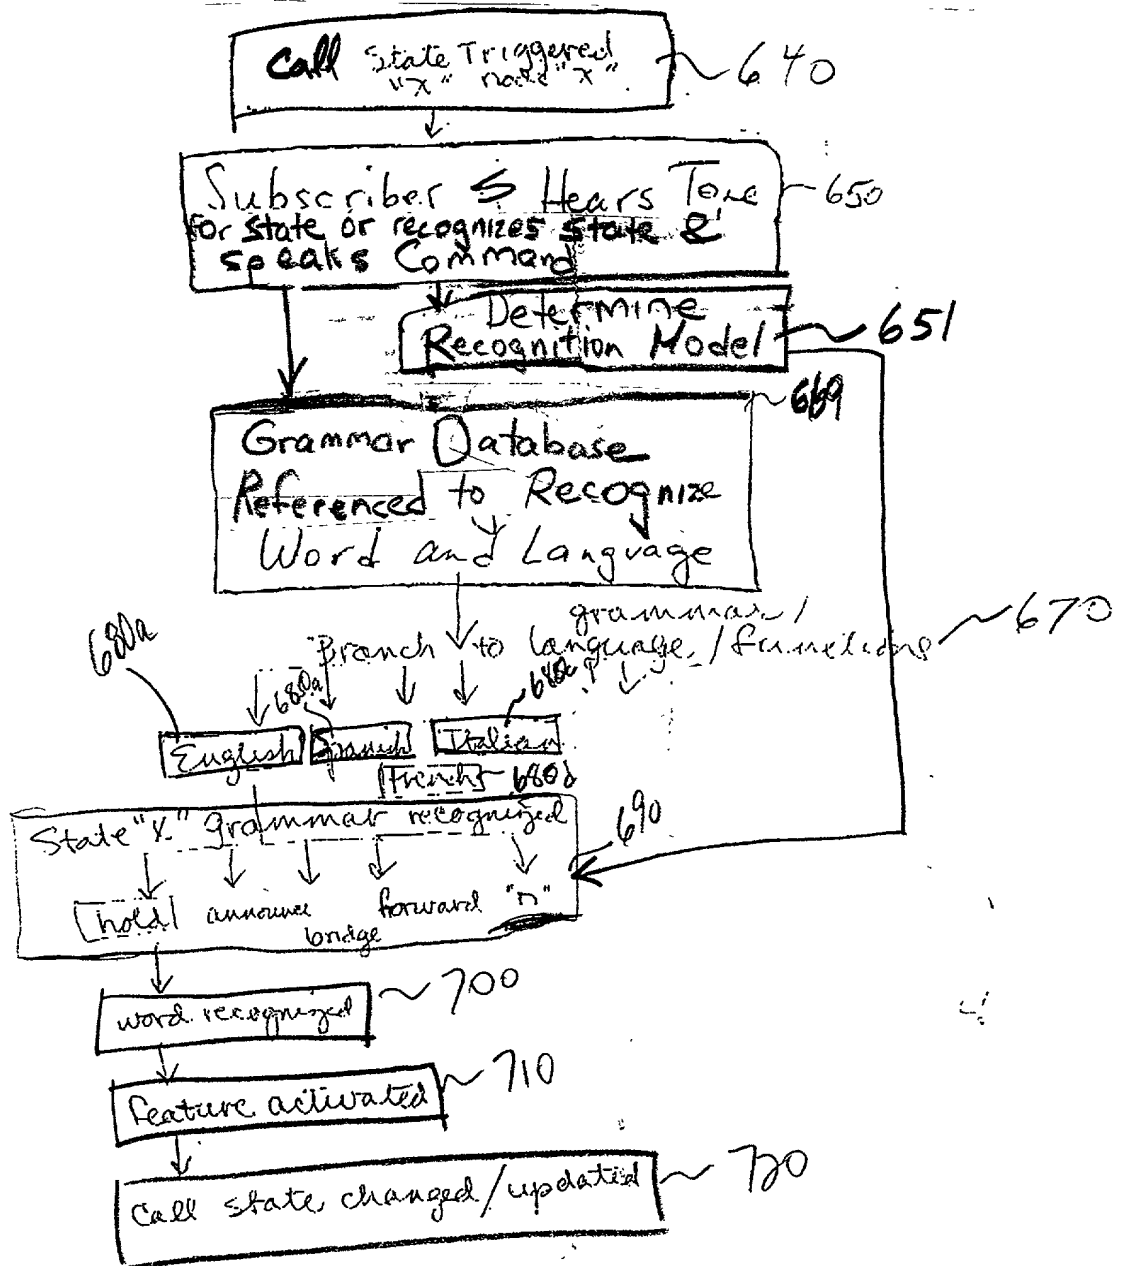 Call State Triggered
"X" node "X"
640
Subscriber S Hears Tone
for state or recognizes state &
speaks Command
650
Determine
Recognition Model
651
669
Grammar Database
Referenced to Recognize
Word and Language
grammar/
Branch to language/functions
670
680a
680a
680c
English
Spanish
Italian
French
680d
State "X" grammar recognized
690
hold announce forward "n"
bridge
word recognized
700
feature activated
710
Call state changed/updated
720